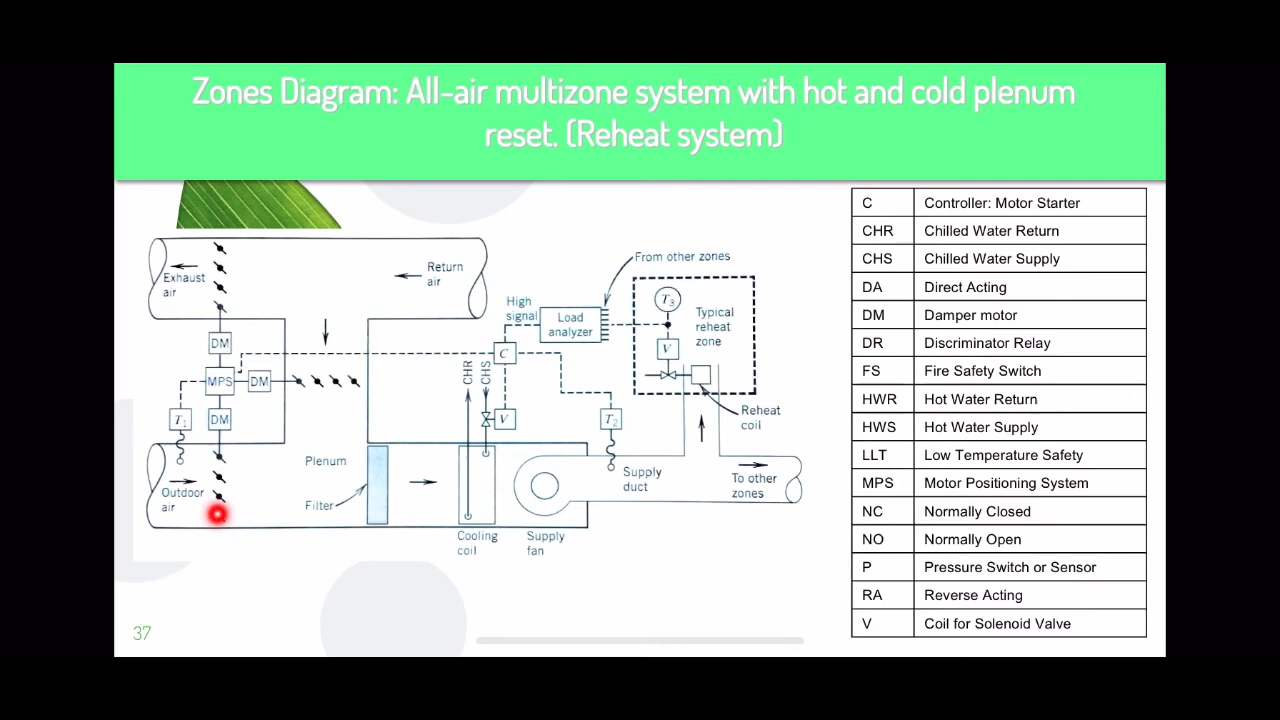 Zones Diagram: All-air multizone system with hot and cold plenum
reset. (Reheat system)
Exhaust
air
Return
air
DM
MPS
DM
T1
DM
Outdoor
air
Plenum
Filter
CHR
CHS
High
signal
Load
analyzer
From other zones
C
V
T3
Typical
reheat
zone
V
Reheat
coil
T2
Supply
duct
To other
zones
Cooling
coil
Supply
fan
C Controller: Motor Starter
CHR Chilled Water Return
CHS Chilled Water Supply
DA Direct Acting
DM Damper motor
DR Discriminator Relay
FS Fire Safety Switch
HWR Hot Water Return
HWS Hot Water Supply
LLT Low Temperature Safety
MPS Motor Positioning System
NC Normally Closed
NO Normally Open
P Pressure Switch or Sensor
RA Reverse Acting
V Coil for Solenoid Valve
37